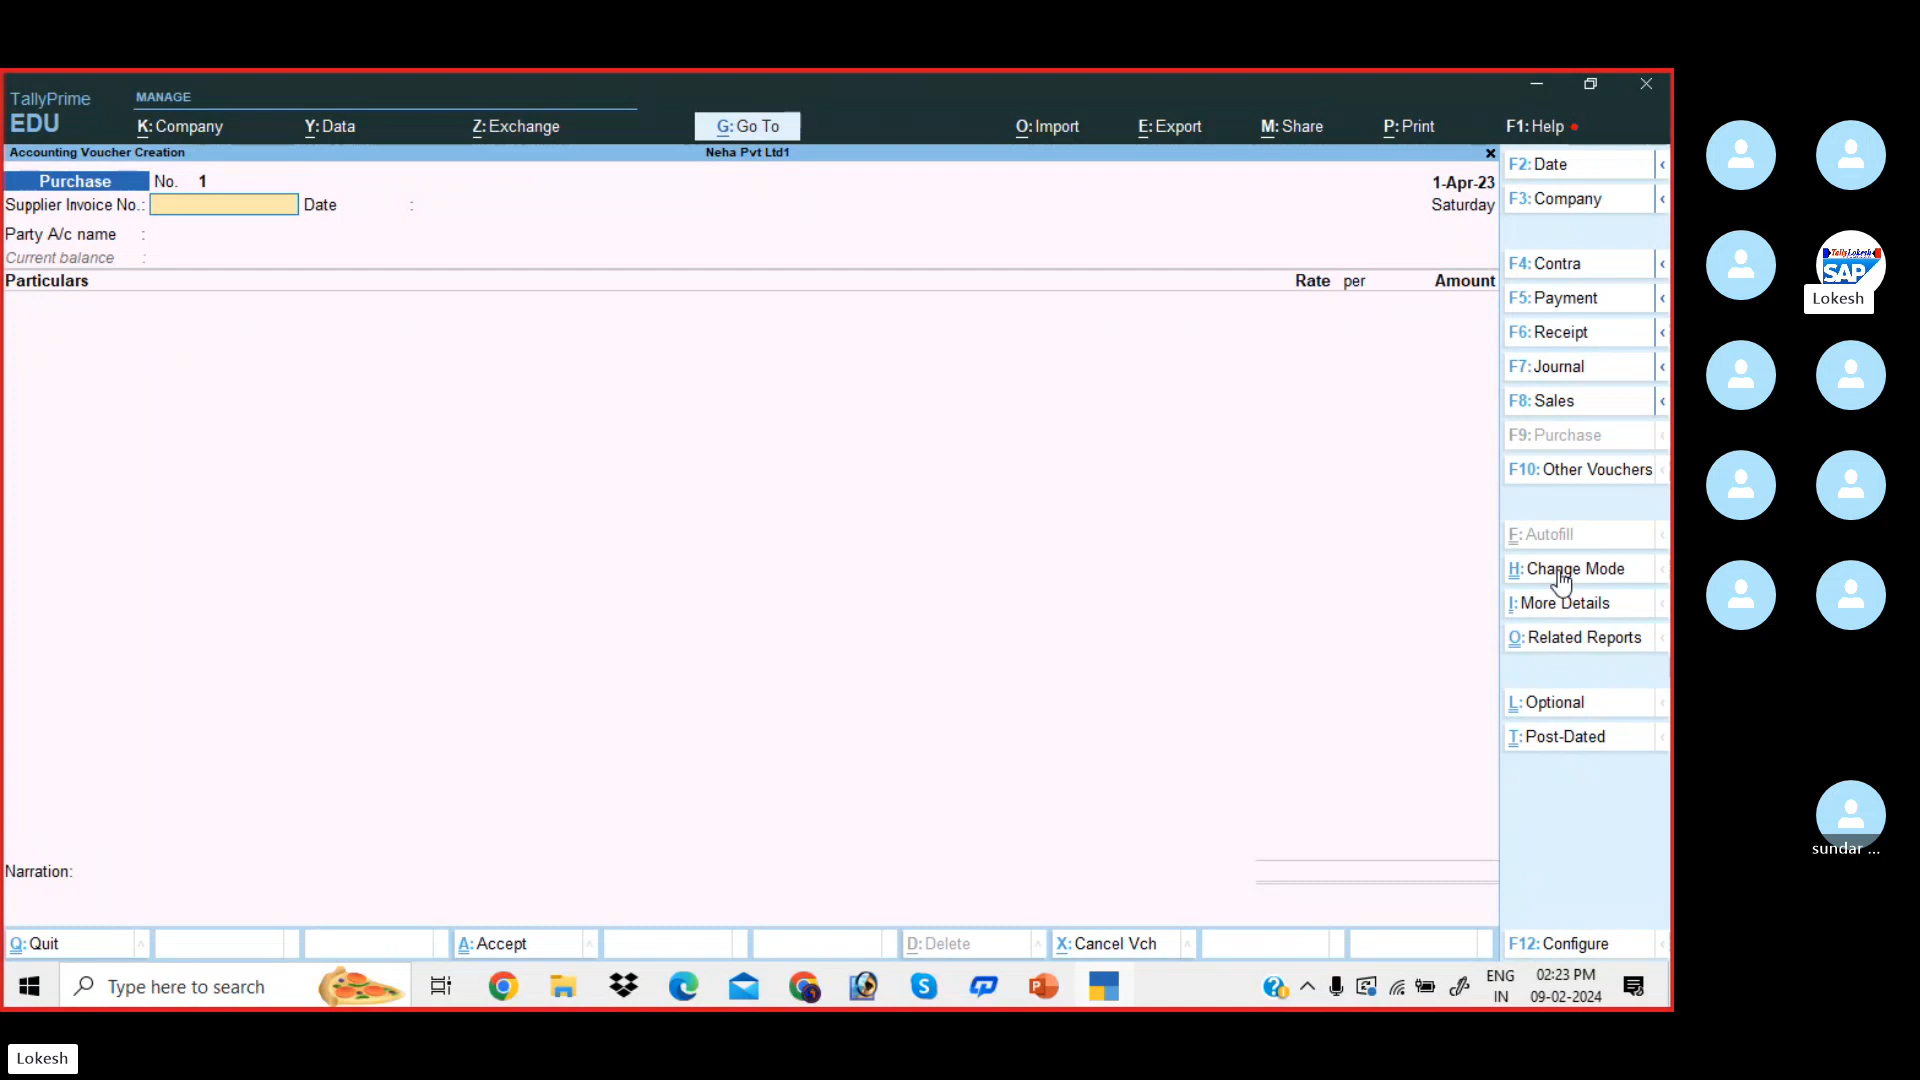 TallyPrime
EDU
MANAGE
K: Company
Y: Data
Z: Exchange
G: Go To
O: Import
E: Export
M: Share
P: Print
F1: Help
Accounting Voucher Creation
Neha Pvt Ltd1
Purchase No. 1
1-Apr-23
Supplier Invoice No.: Date :
Saturday
Party A/c name :
Current balance :
Particulars Rate per Amount
Narration:
F2: Date
F3: Company
F4: Contra
F5: Payment
F6: Receipt
F7: Journal
F8: Sales
F9: Purchase
F10: Other Vouchers
F: Autofill
H: Change Mode
I: More Details
O: Related Reports
L: Optional
T: Post-Dated
F12: Configure
Q: Quit
A: Accept
D: Delete
X: Cancel Vch
Type here to search
ENG
IN
02:23 PM
09-02-2024
TallyLokesh
SAP
Lokesh
sundar ...
Lokesh